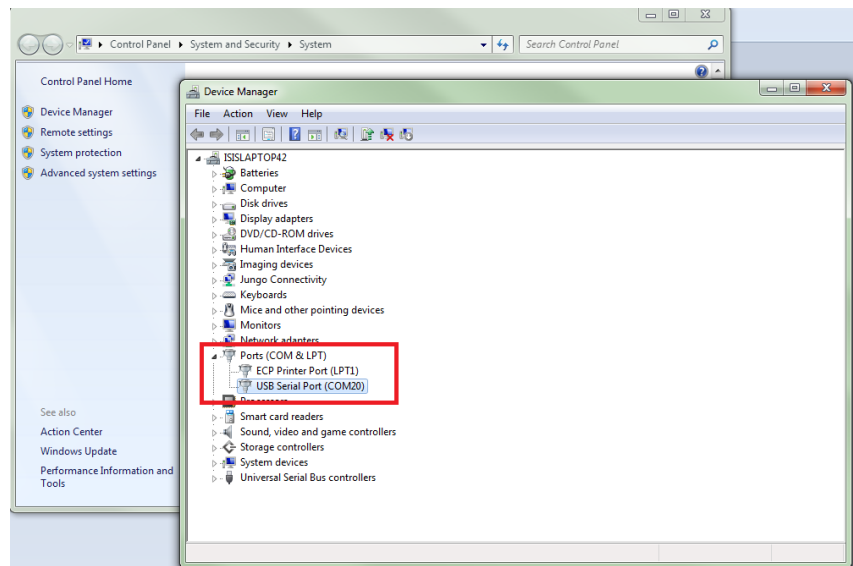 Control Panel ▸ System and Security ▸ System
Search Control Panel
Control Panel Home
Device Manager
Remote settings
System protection
Advanced system settings
See also
Action Center
Windows Update
Performance Information and
Tools
Device Manager
File Action View Help
ISISLAPTOP42
Batteries
Computer
Disk drives
Display adapters
DVD/CD-ROM drives
Human Interface Devices
Imaging devices
Jungo Connectivity
Keyboards
Mice and other pointing devices
Monitors
Network adapters
Ports (COM & LPT)
ECP Printer Port (LPT1)
USB Serial Port (COM20)
Processors
Smart card readers
Sound, video and game controllers
Storage controllers
System devices
Universal Serial Bus controllers